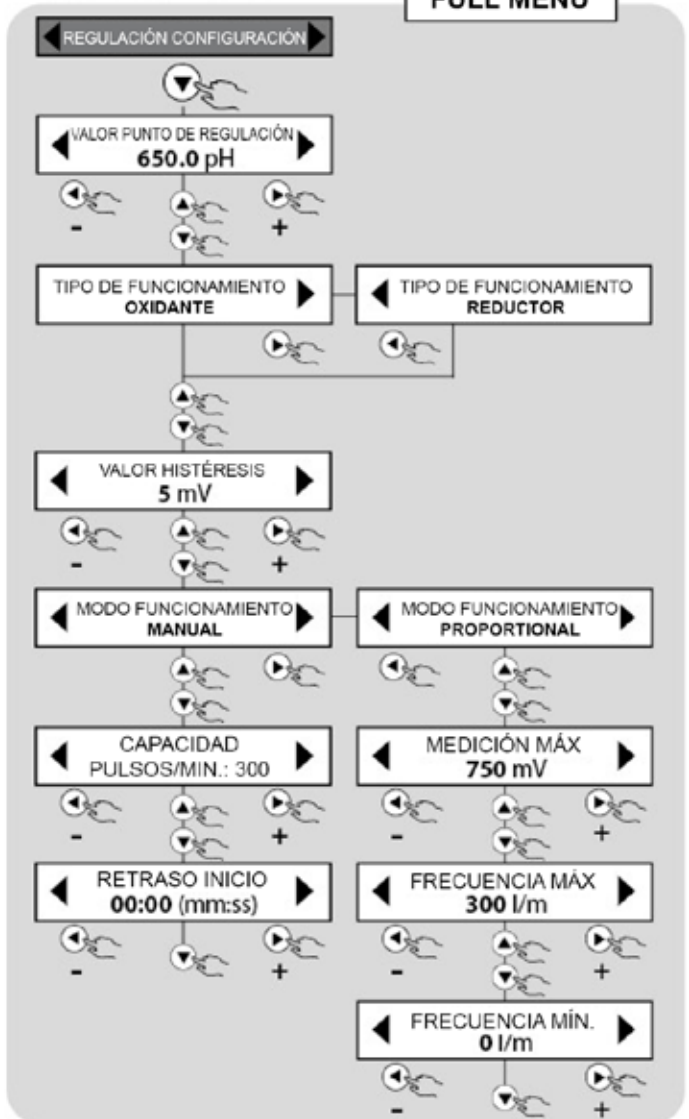 FULL MENU
REGULACIÓN CONFIGURACIÓN
VALOR PUNTO DE REGULACIÓN
650.0 pH
- +
TIPO DE FUNCIONAMIENTO
OXIDANTE
TIPO DE FUNCIONAMIENTO
REDUCTOR
VALOR HISTÉRESIS
5 mV
- +
MODO FUNCIONAMIENTO
MANUAL
MODO FUNCIONAMIENTO
PROPORTIONAL
CAPACIDAD
PULSOS/MIN.: 300
- +
MEDICIÓN MÁX
750 mV
- +
RETRASO INICIO
00:00 (mm:ss)
- +
FRECUENCIA MÁX
300 l/m
- +
FRECUENCIA MÍN.
0 l/m
- +